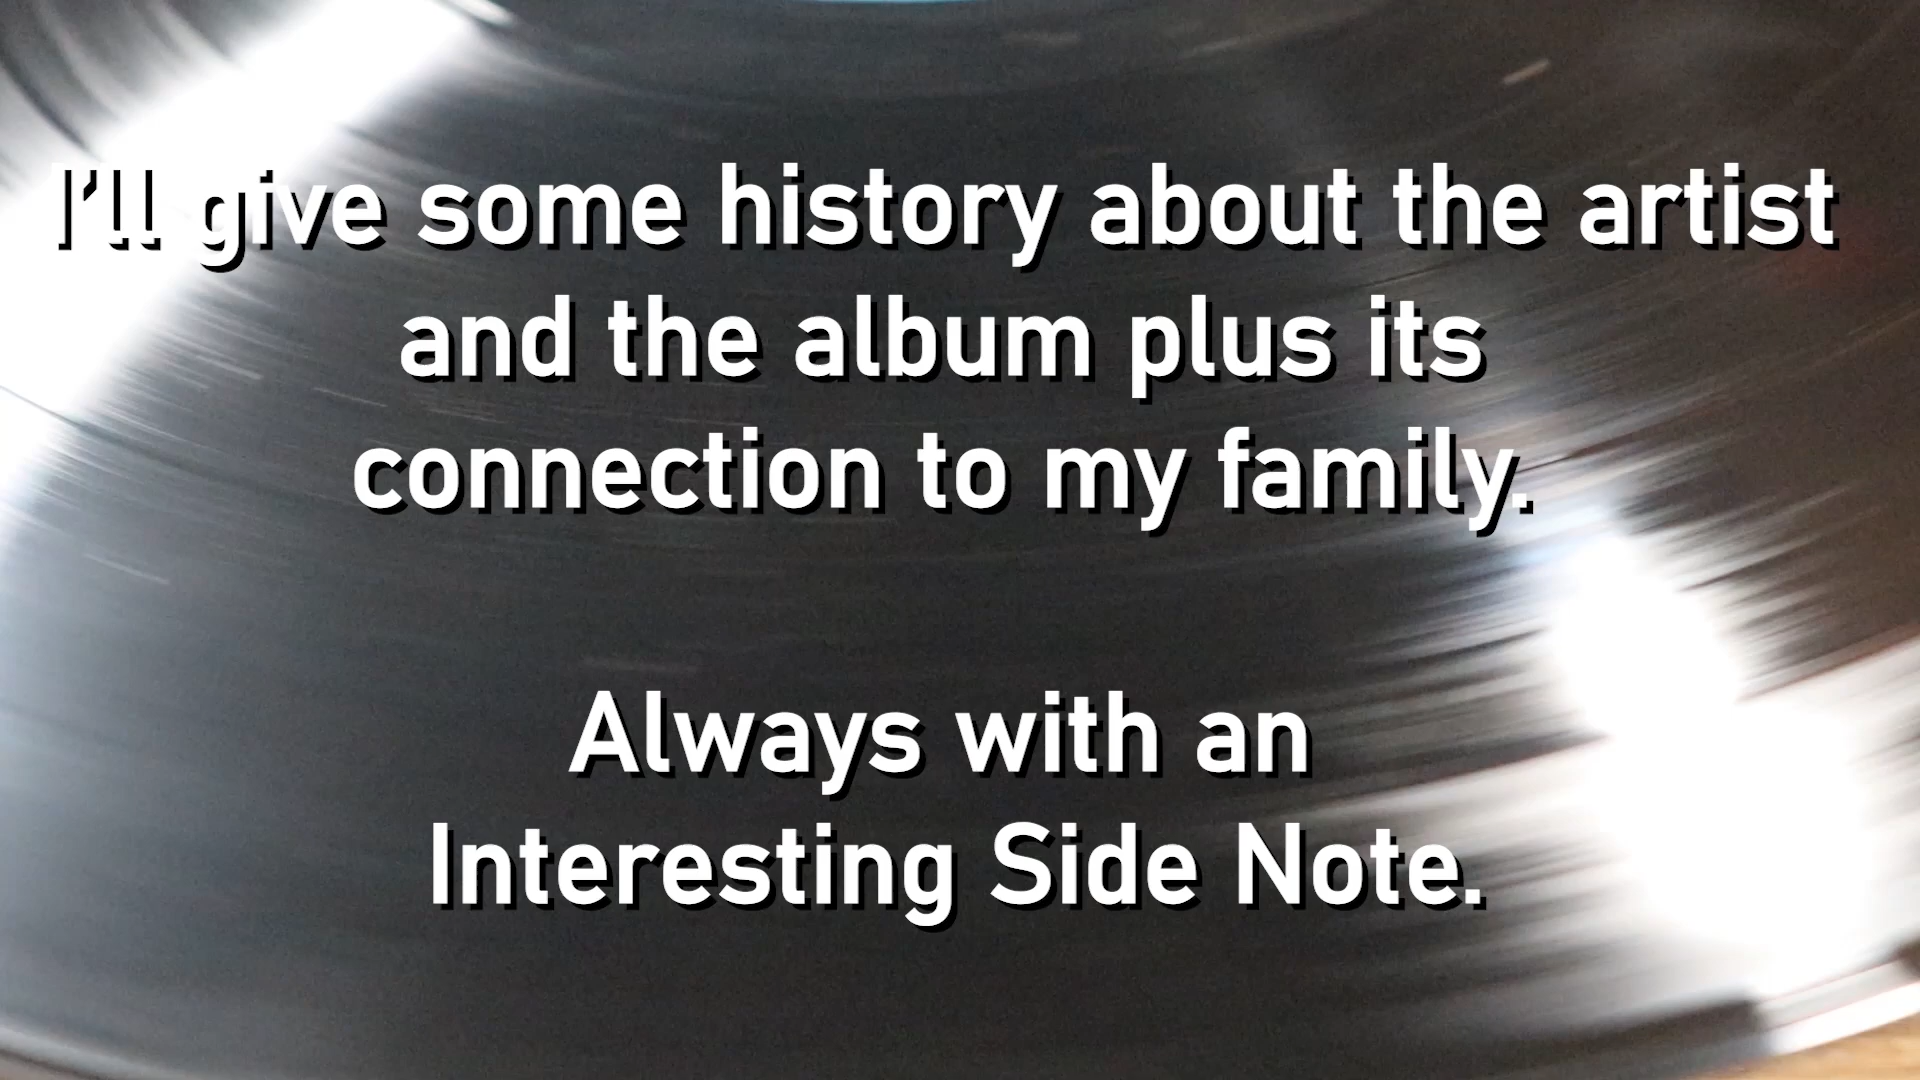 I'll give some history about the artist
and the album plus its
connection to my family.
Always with an
Interesting Side Note.